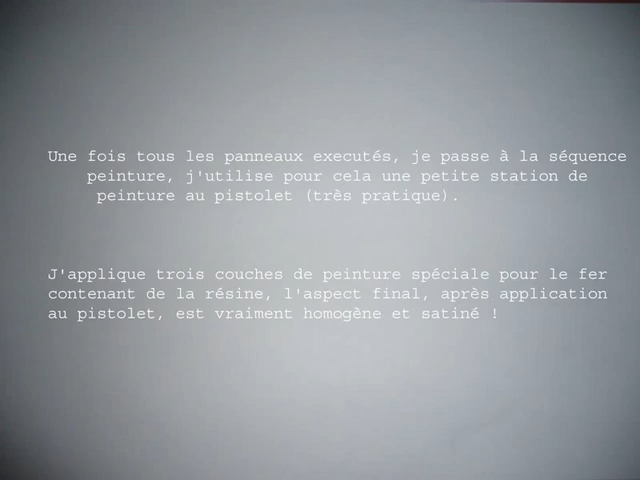 Une fois tous les panneaux executés, je passe à la séquence
peinture, j'utilise pour cela une petite station de
peinture au pistolet (très pratique).
J'applique trois couches de peinture spéciale pour le fer
contenant de la résine, l'aspect final, après application
au pistolet, est vraiment homogène et satiné !